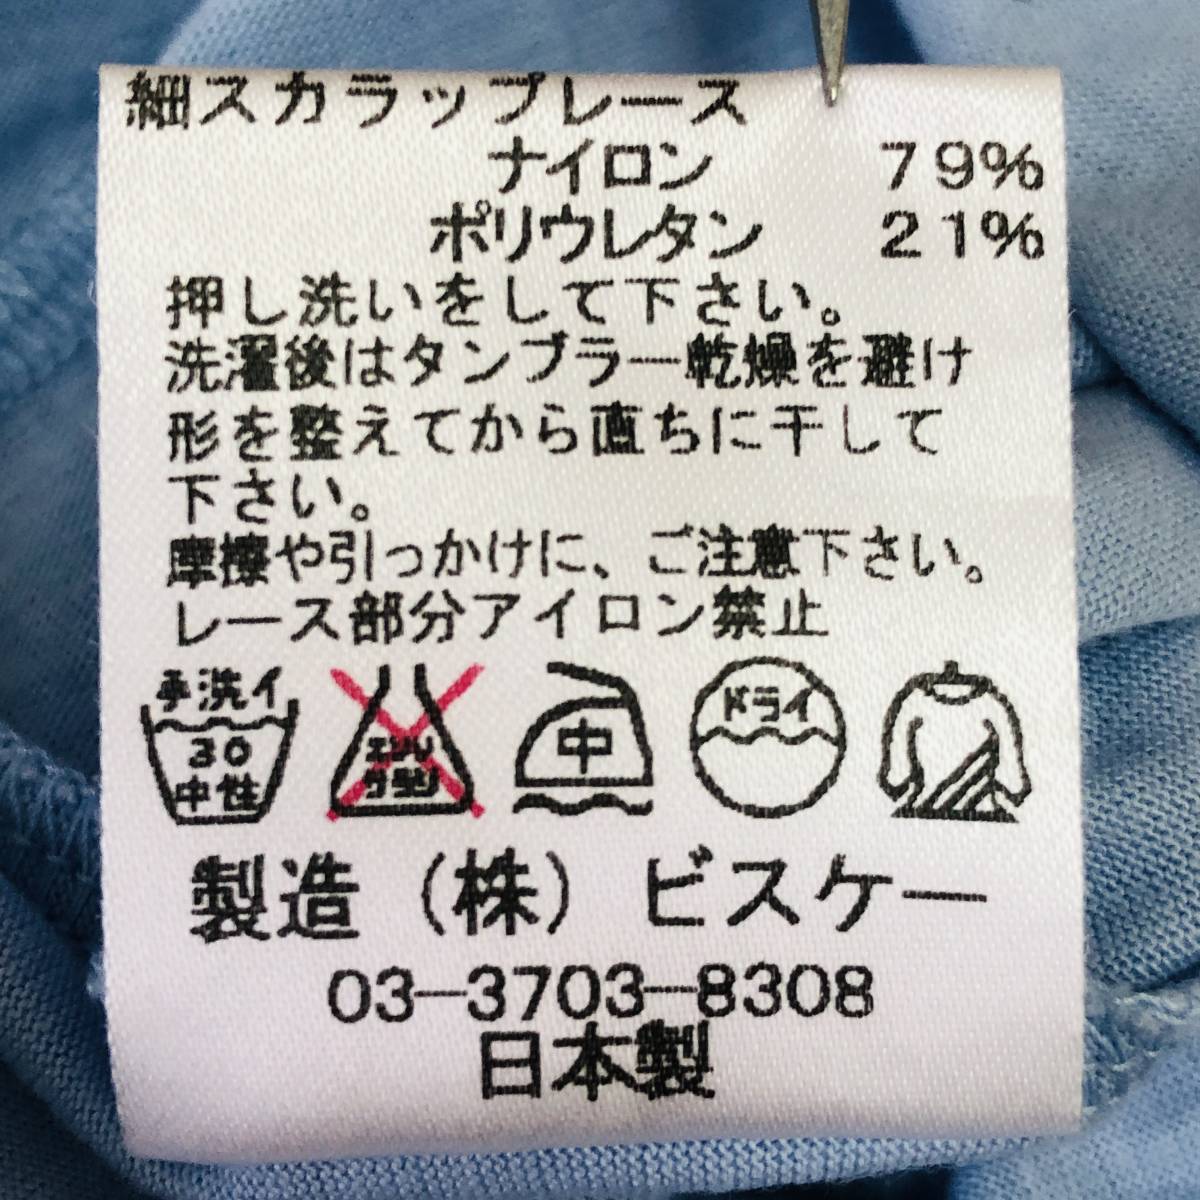 細スカラップレース
ナイロン 79%
ポリウレタン 21%
押し洗いをして下さい。
洗濯後はタンブラー乾燥を避け
形を整えてから直ちに干して
下さい。
摩擦や引っかけに、ご注意下さい。
レース部分アイロン禁止
手洗イ
30
中性
エンソ
サラシ
中
ドライ
製造(株)ビスケー
03-3703-8308
日本製